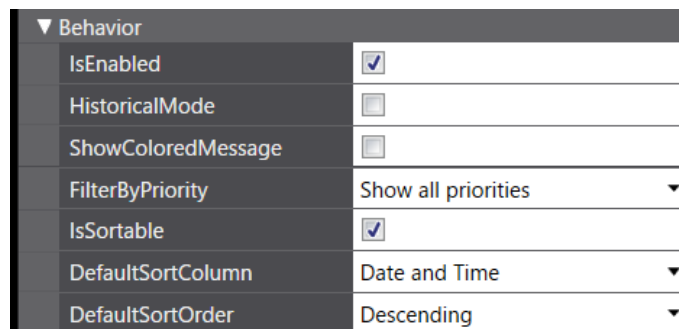 Behavior
IsEnabled
HistoricalMode
ShowColoredMessage
FilterByPriority Show all priorities
IsSortable
DefaultSortColumn Date and Time
DefaultSortOrder Descending